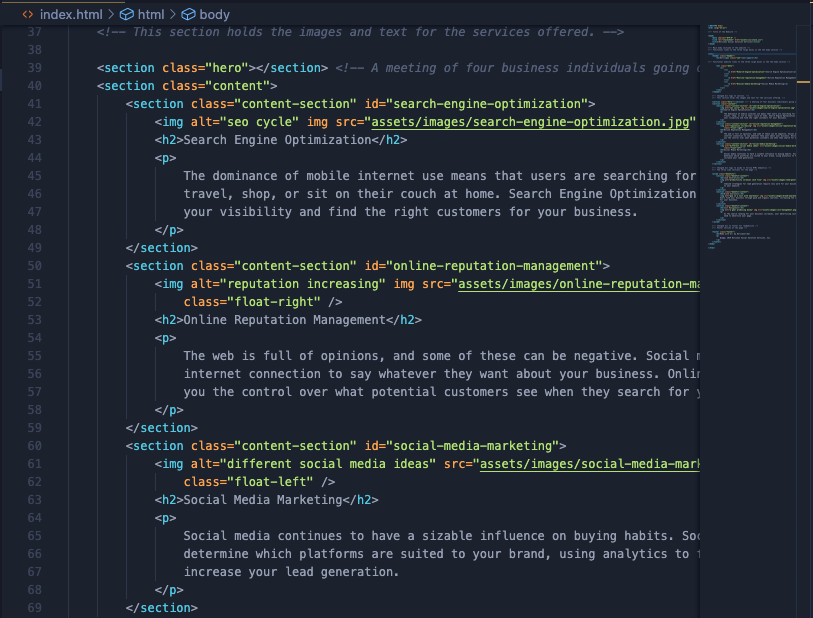 index.html > html > body
37 <!-- This section holds the images and text for the services offered. -->
38
39 <section class="hero"></section> <!-- A meeting of four business individuals going
40 <section class="content">
41 <section class="content-section" id="search-engine-optimization">
42 <img alt="seo cycle" img src="assets/images/search-engine-optimization.jpg"
43 <h2>Search Engine Optimization</h2>
44 <p>
45 The dominance of mobile internet use means that users are searching for
46 travel, shop, or sit on their couch at home. Search Engine Optimization
47 your visibility and find the right customers for your business.
48 </p>
49 </section>
50 <section class="content-section" id="online-reputation-management">
51 <img alt="reputation increasing" img src="assets/images/online-reputation-ma
52 class="float-right" />
53 <h2>Online Reputation Management</h2>
54 <p>
55 The web is full of opinions, and some of these can be negative. Social m
56 internet connection to say whatever they want about your business. Onlin
57 you the control over what potential customers see when they search for y
58 </p>
59 </section>
60 <section class="content-section" id="social-media-marketing">
61 <img alt="different social media ideas" src="assets/images/social-media-mark
62 class="float-left" />
63 <h2>Social Media Marketing</h2>
64 <p>
65 Social media continues to have a sizable influence on buying habits. Soc
66 determine which platforms are suited to your brand, using analytics to f
67 increase your lead generation.
68 </p>
69 </section>